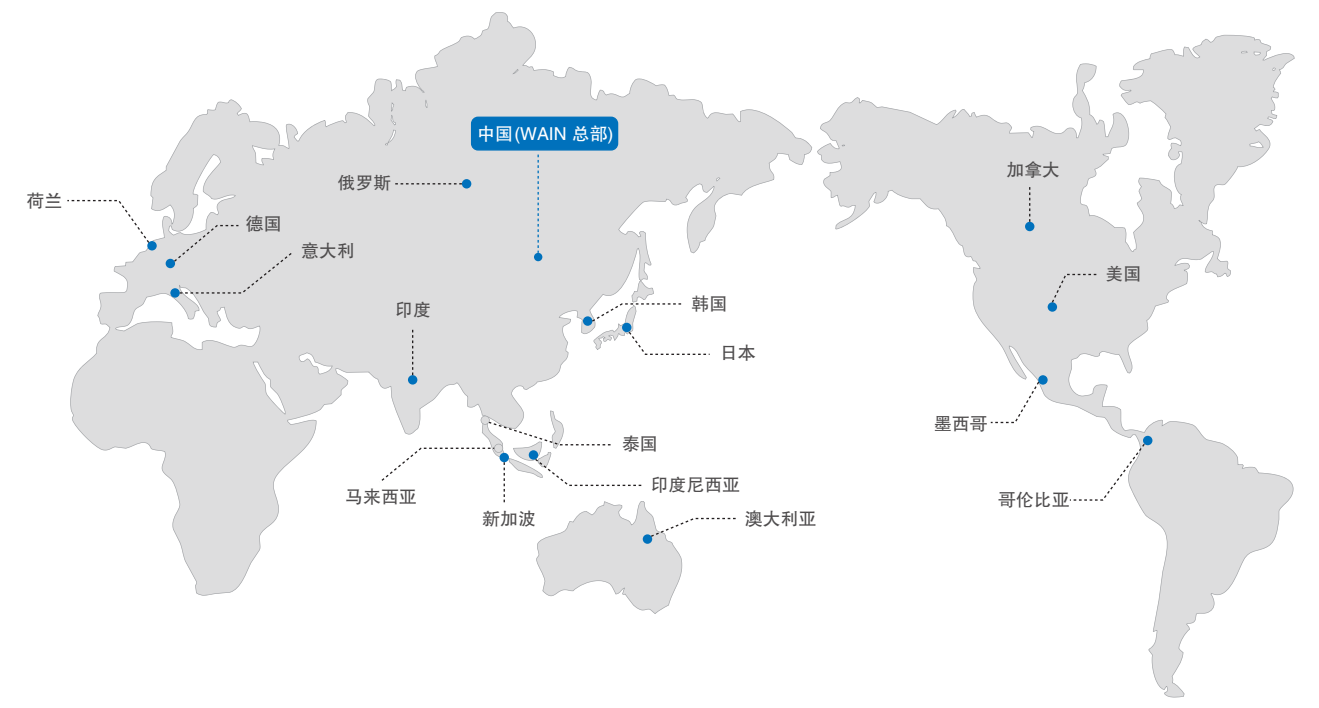 中国(WAIN 总部)
加拿大
俄罗斯
荷兰
德国
意大利
美国
印度
韩国
日本
墨西哥
泰国
印度尼西亚
马来西亚
哥伦比亚
新加波
澳大利亚